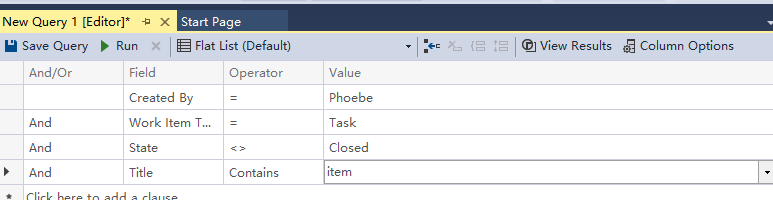 New Query 1 [Editor]* Start Page
Save Query Run Flat List (Default) View Results Column Options
And/Or Field Operator Value
Created By = Phoebe
And Work Item T... = Task
And State <> Closed
And Title Contains item
* Click here to add a clause